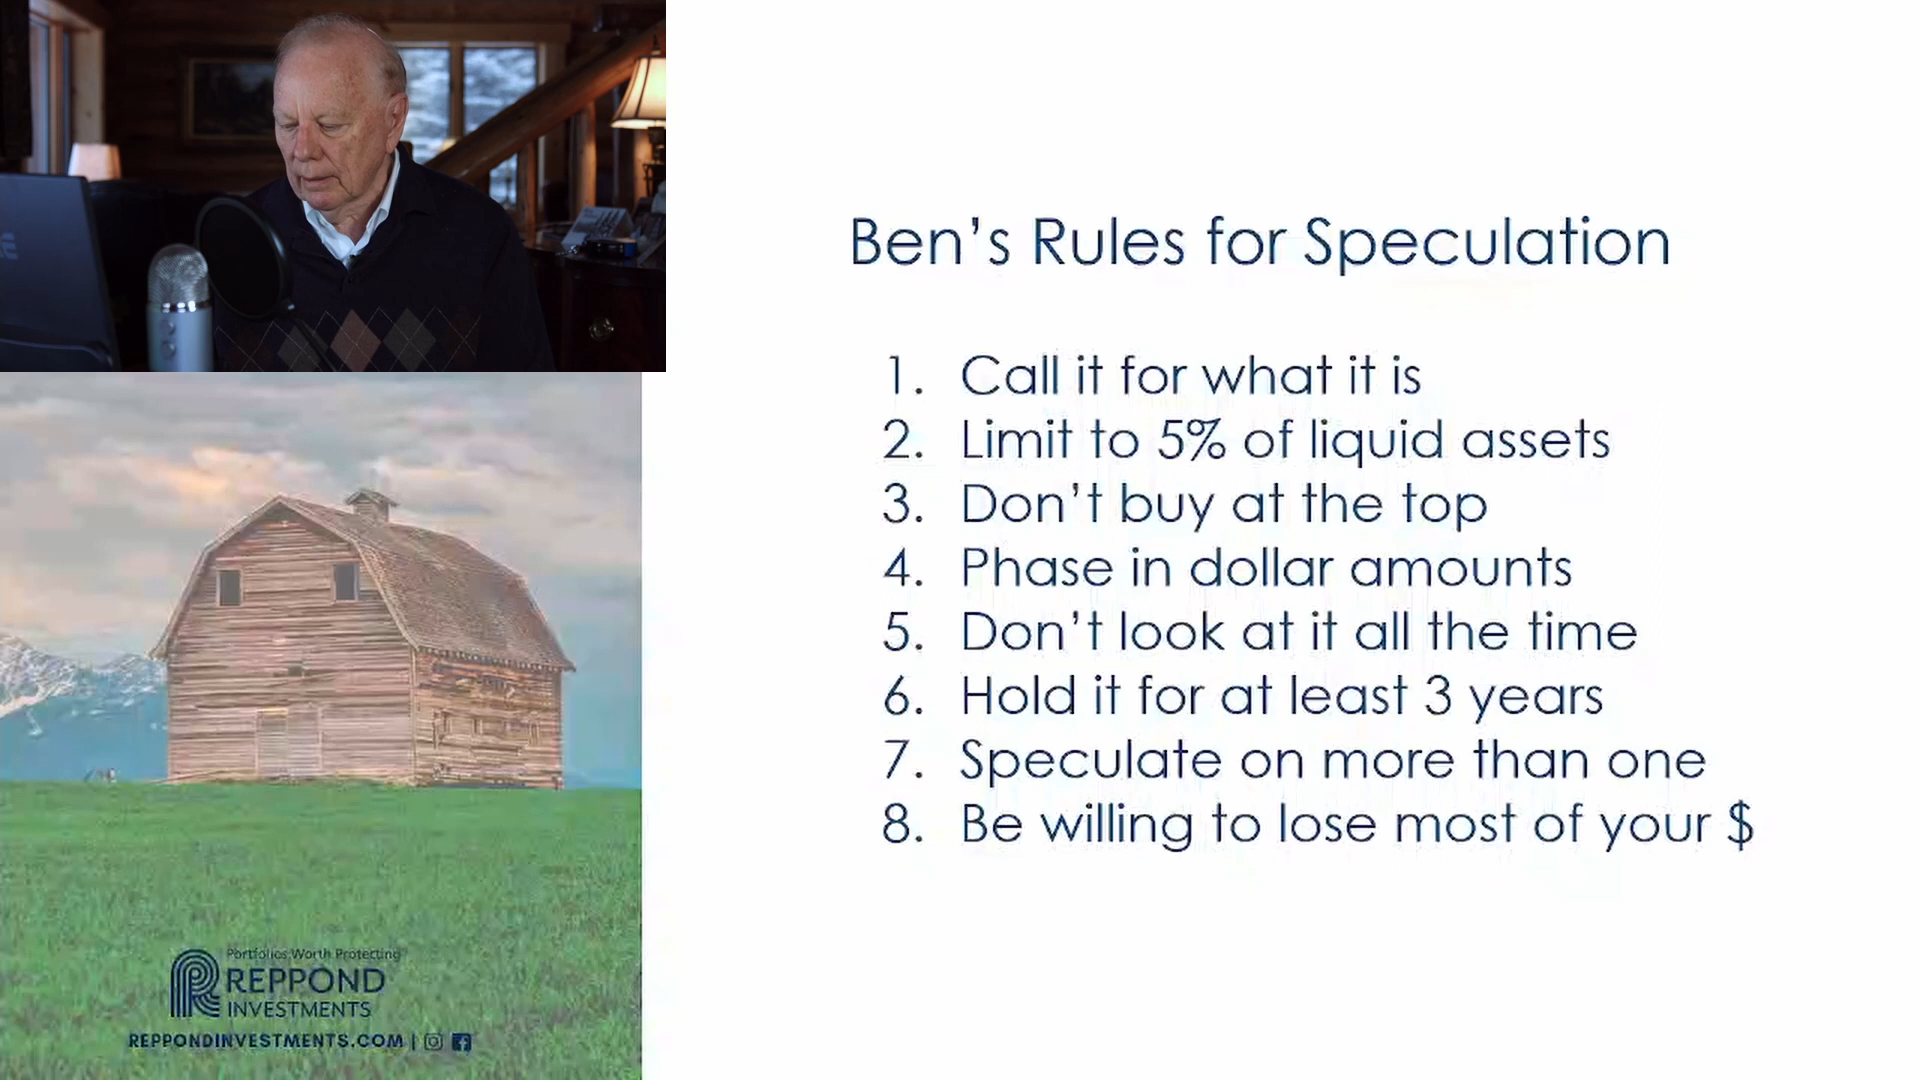 Ben's Rules for Speculation
1. Call it for what it is
2. Limit to 5% of liquid assets
3. Don't buy at the top
4. Phase in dollar amounts
5. Don't look at it all the time
6. Hold it for at least 3 years
7. Speculate on more than one
8. Be willing to lose most of your $
Portfolios Worth Protecting
REPPOND
INVESTMENTS
REPPONDINVESTMENTS.COM |